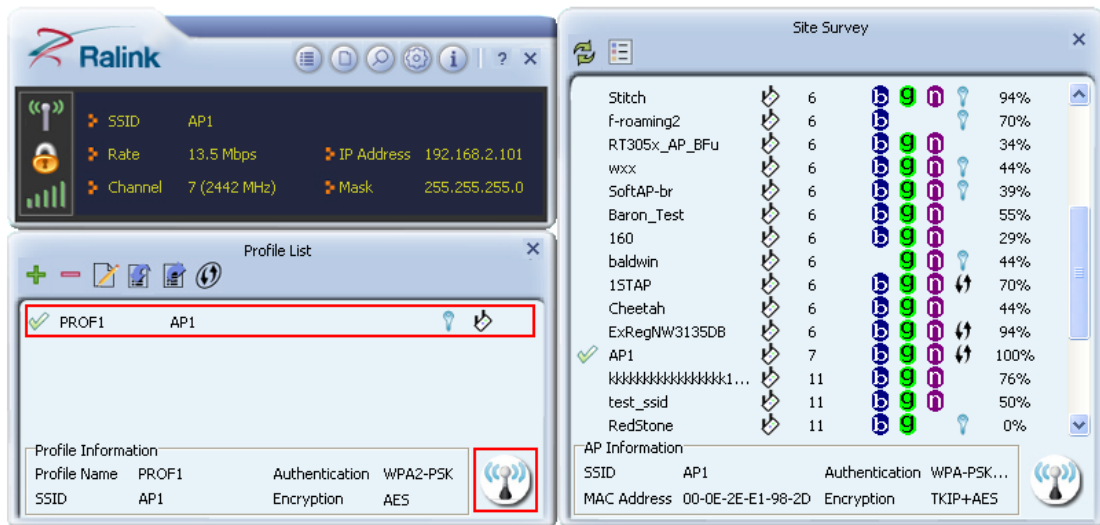 Ralink
i ? ×
SSID AP1
Rate 13.5 Mbps IP Address 192.168.2.101
Channel 7 (2442 MHz) Mask 255.255.255.0
Profile List ×
PROF1 AP1
Profile Information
Profile Name PROF1 Authentication WPA2-PSK
SSID AP1 Encryption AES
Site Survey ×
Stitch 6 b g n 94%
f-roaming2 6 b 70%
RT305x_AP_BFu 6 b g n 34%
wxx 6 b g n 44%
SoftAP-br 6 b g n 39%
Baron_Test 6 b g n 55%
160 6 b g n 29%
baldwin 6 g n 44%
1STAP 6 b g n 70%
Cheetah 6 b g n 44%
ExRegNW3135DB 6 b g n 94%
AP1 7 b g n 100%
kkkkkkkkkkkkkkkk1... 11 b g n 76%
test_ssid 11 b g n 50%
RedStone 11 b g 0%
AP Information
SSID AP1 Authentication WPA-PSK...
MAC Address 00-0E-2E-E1-98-2D Encryption TKIP+AES